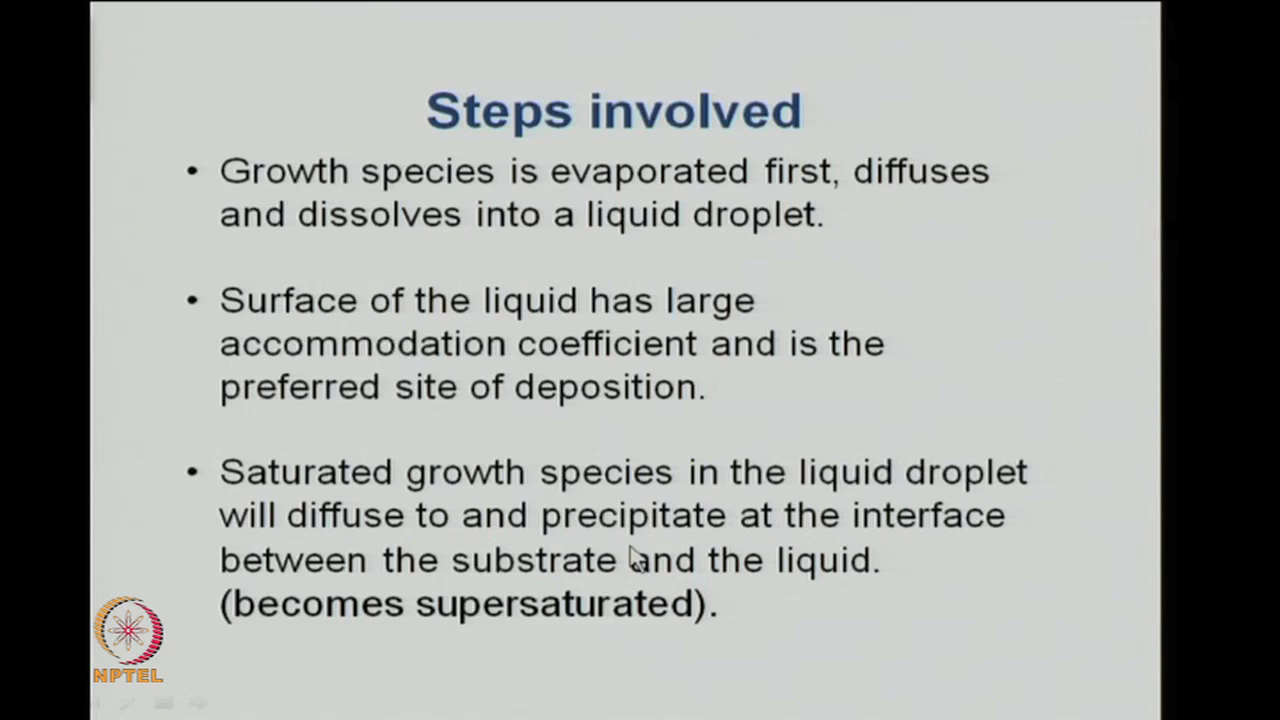 Steps involved
• Growth species is evaporated first, diffuses
and dissolves into a liquid droplet.
• Surface of the liquid has large
accommodation coefficient and is the
preferred site of deposition.
• Saturated growth species in the liquid droplet
will diffuse to and precipitate at the interface
between the substrate and the liquid.
(becomes supersaturated).
NPTEL